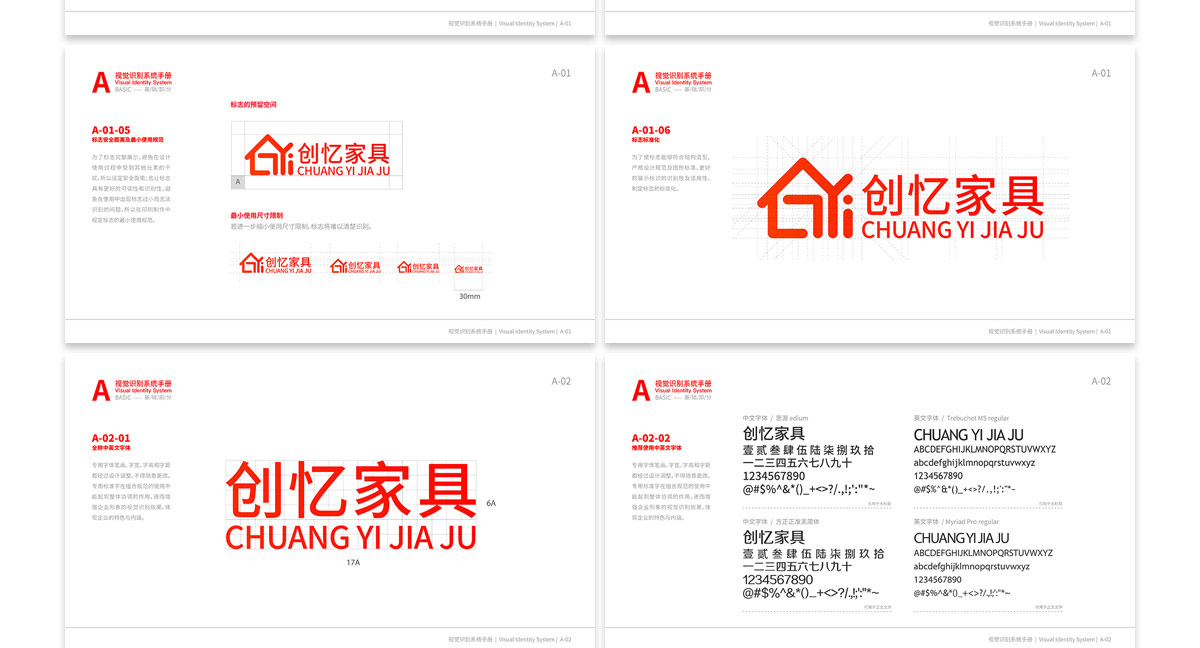 视觉识别系统手册 | Visual Identity System | A-01
视觉识别系统手册 | Visual Identity System | A-01
A
视觉识别系统手册
Visual Identity System
BASIC ---- 基/础/部/分
A-01
A-01-05
标志安全距离及最小使用规范
为了标志完整展示，避免在设计
使用过程中受到其他元素的干
扰，所以设定安全距离；也让标志
具有更好的可读性和识别性。避
免在使用中出现标志过小而无法
识别的问题，所以在印刷制作中
规定标志的最小使用规范。
标志的预留空间
创忆家具
CHUANG YI JIA JU
A
最小使用尺寸限制
若进一步缩小使用尺寸限制，标志将难以清楚识别。
创忆家具
CHUANG YI JIA JU
创忆家具
CHUANG YI JIA JU
创忆家具
CHUANG YI JIA JU
创忆家具
CHUANG YI JIA JU
30mm
视觉识别系统手册 | Visual Identity System | A-01
A
视觉识别系统手册
Visual Identity System
BASIC ---- 基/础/部/分
A-01
A-01-06
标志标准化
为了使标志能够符合结构造型，
严格设计规范及图形标准。更好
的展示标识的识别性及适用性，
制定标志的标准化。
创忆家具
CHUANG YI JIA JU
视觉识别系统手册 | Visual Identity System | A-01
A
视觉识别系统手册
Visual Identity System
BASIC ---- 基/础/部/分
A-02
A-02-01
全称中英文字体
专用字体笔画，字宽，字高和字距
都经过设计调整，不得随意更改。
专用标准字在组合规范的使用中
能起到整体协调的作用，进而增
强企业形象的视觉识别效果。体
现企业的特色与内涵。
创忆家具
CHUANG YI JIA JU
6A
17A
视觉识别系统手册 | Visual Identity System | A-02
A
视觉识别系统手册
Visual Identity System
BASIC ---- 基/础/部/分
A-02
A-02-02
推荐使用中英文字体
专用字体笔画，字宽，字高和字距
都经过设计调整，不得随意更改。
专用标准字在组合规范的使用中
能起到整体协调的作用，进而增
强企业形象的视觉识别效果。体
现企业的特色与内涵。
中文字体 / 思源 edium
创忆家具
壹贰叁肆伍陆柒捌玖拾
一二三四五六七八九十
1234567890
@#$%^&*()_+<>?/.,!;':"*~
可用于大标题
英文字体 / Trebuchet MS regular
CHUANG YI JIA JU
ABCDEFGHIJKLMNOPQRSTUVWXYZ
abcdefghijklmnopqrstuvwxyz
1234567890
@#$%^&*()_+<>?/.,!;':"*~
可用于大标题
中文字体 / 方正正准黑简体
创忆家具
壹贰叁肆伍陆柒捌玖拾
一二三四五六七八九十
1234567890
@#$%^&*()_+<>?/.,!;':"*~
可用于正文文字
英文字体 / Myriad Pro regular
CHUANG YI JIA JU
ABCDEFGHIJKLMNOPQRSTUVWXYZ
abcdefghijklmnopqrstuvwxyz
1234567890
@#$%^&*()_+<>?/.,!;':"*~
可用于正文文字
视觉识别系统手册 | Visual Identity System | A-02